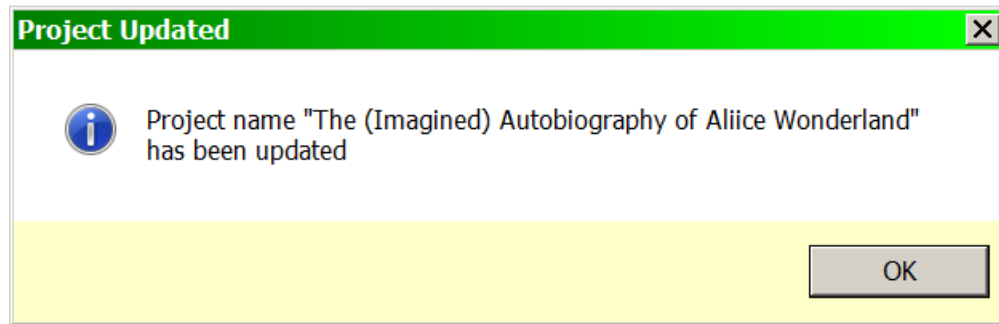 Project Updated
Project name "The (Imagined) Autobiography of Aliice Wonderland"
has been updated
OK